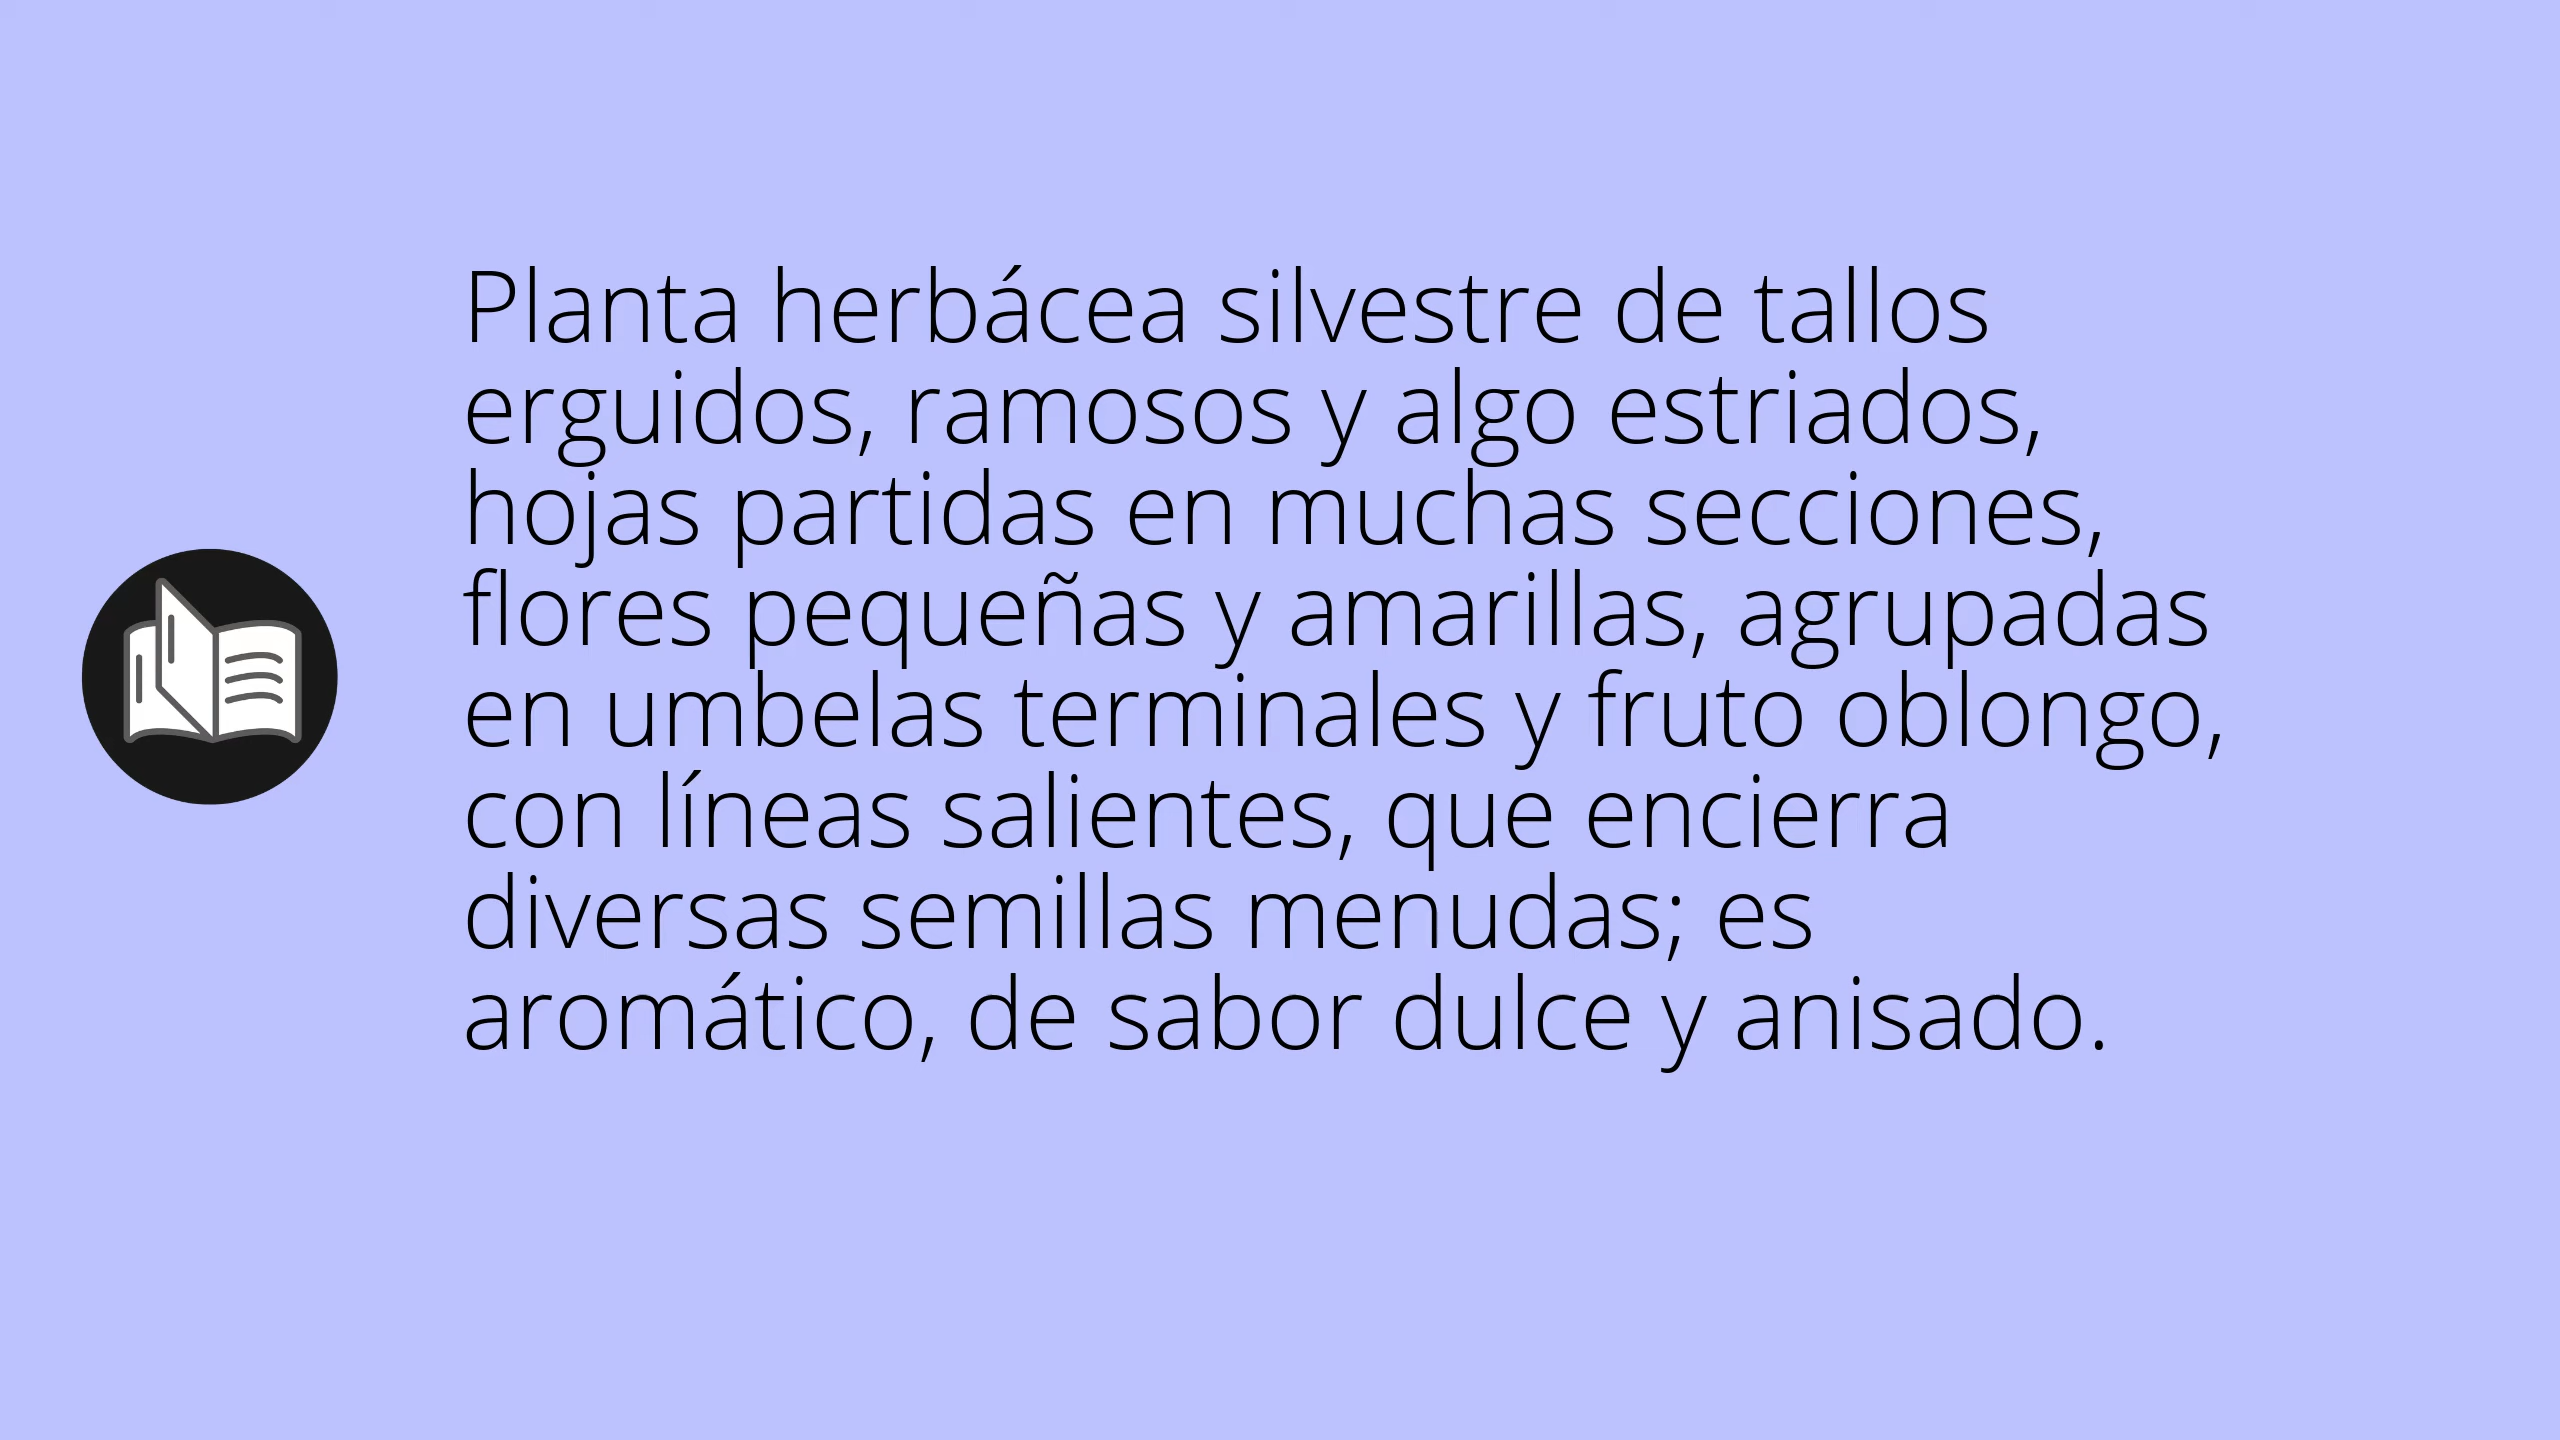 Planta herbácea silvestre de tallos
erguidos, ramosos y algo estriados,
hojas partidas en muchas secciones,
flores pequeñas y amarillas, agrupadas
en umbelas terminales y fruto oblongo,
con líneas salientes, que encierra
diversas semillas menudas; es
aromático, de sabor dulce y anisado.